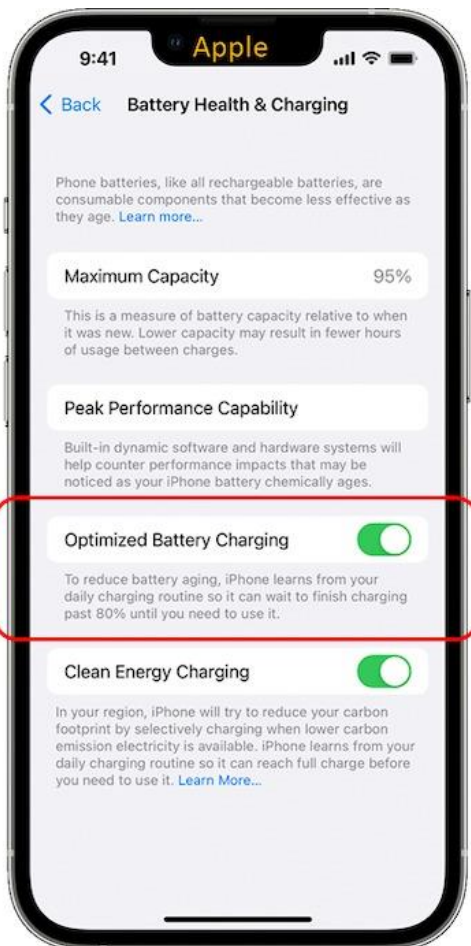 Apple
9:41
Back
Battery Health & Charging
Phone batteries, like all rechargeable batteries, are
consumable components that become less effective as
they age. Learn more...
Maximum Capacity 95%
This is a measure of battery capacity relative to when
it was new. Lower capacity may result in fewer hours
of usage between charges.
Peak Performance Capability
Built-in dynamic software and hardware systems will
help counter performance impacts that may be
noticed as your iPhone battery chemically ages.
Optimized Battery Charging
To reduce battery aging, iPhone learns from your
daily charging routine so it can wait to finish charging
past 80% until you need to use it.
Clean Energy Charging
In your region, iPhone will try to reduce your carbon
footprint by selectively charging when lower carbon
emission electricity is available. iPhone learns from your
daily charging routine so it can reach full charge before
you need to use it. Learn More...